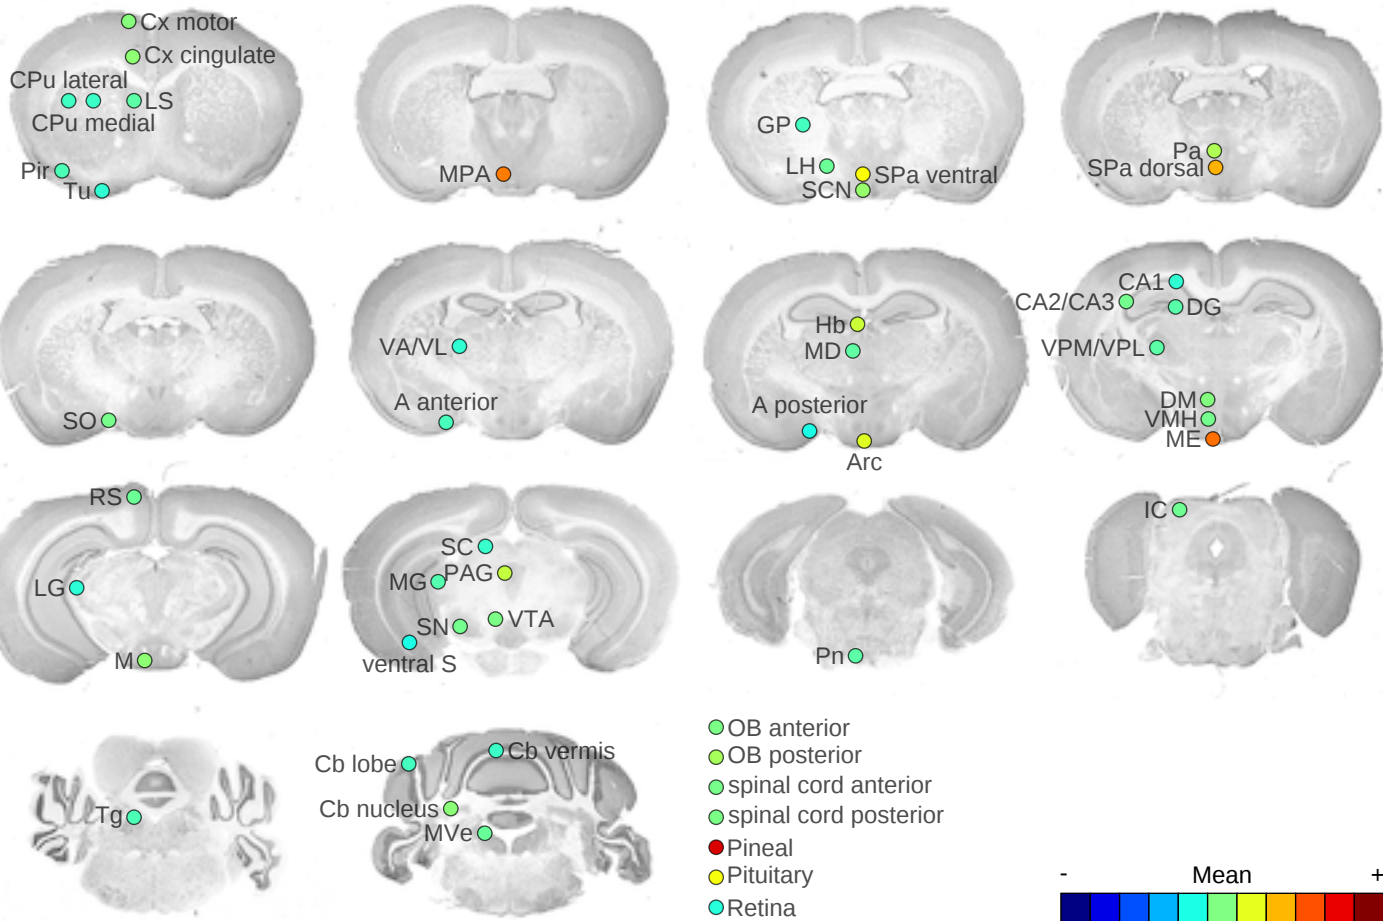 Cx motor
Cx cingulate
CPu lateral
LS
CPu medial
Pir
Tu
MPA
GP
LH
SPa ventral
SCN
Pa
SPa dorsal
SO
VA/VL
A anterior
Hb
MD
A posterior
Arc
CA1
CA2/CA3
DG
VPM/VPL
DM
VMH
ME
RS
LG
M
SC
MG
PAG
SN
VTA
ventral S
Pn
IC
Tg
Cb lobe
Cb vermis
Cb nucleus
MVe
OB anterior
OB posterior
spinal cord anterior
spinal cord posterior
Pineal
Pituitary
Retina
- Mean +